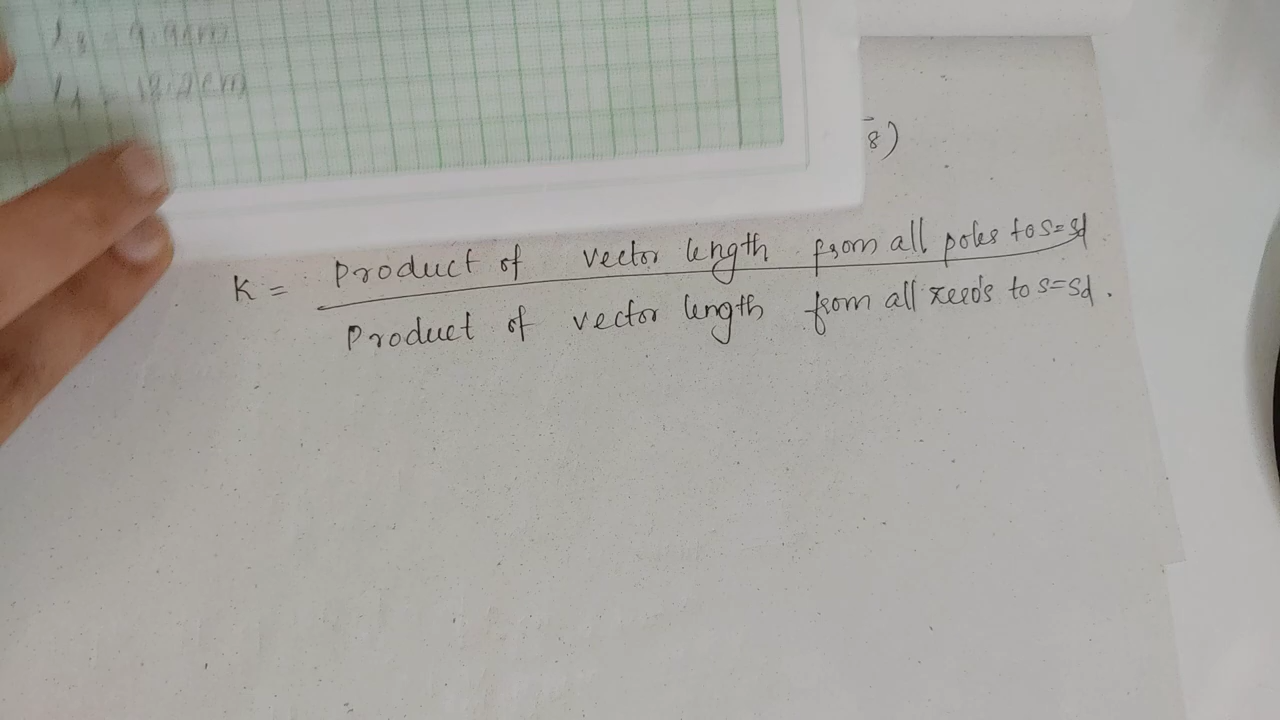 8)
K = Product of vector length from all poles to s=sd
Product of vector length from all zeros to s=sd.